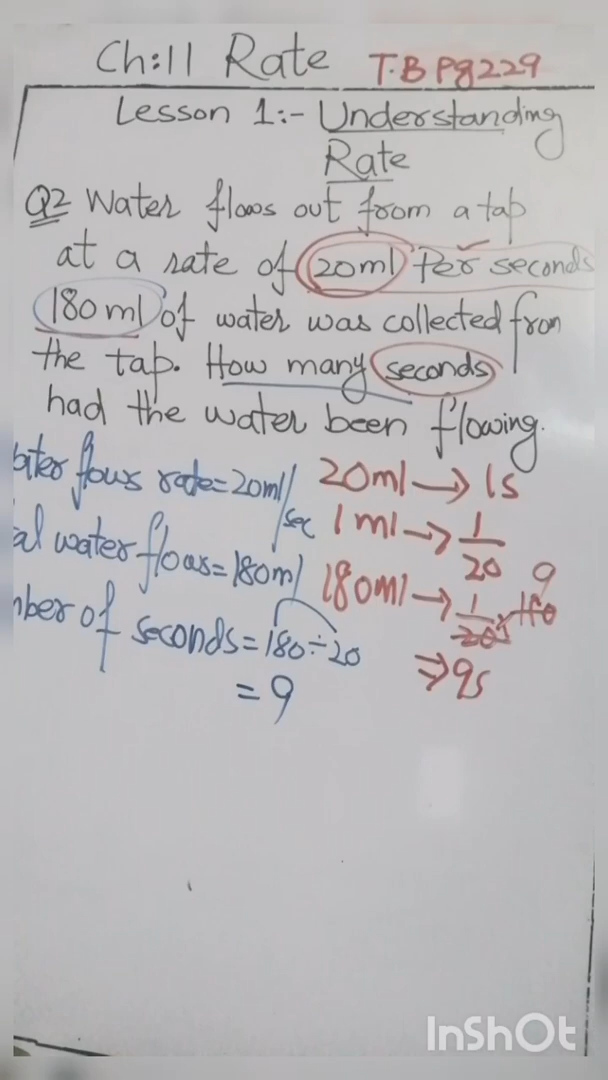 Ch:11 Rate T.B Pg229
Lesson 1:- Understanding
Rate
Q2 Water flows out from a tap
at a rate of 20ml Per seconds
180 ml of water was collected from
the tap. How many seconds
had the water been flowing.
ater flows rate=20ml/sec
al water flows=180ml
mber of seconds=180÷20
=9
20ml→1s
1ml→1/20
180ml→1/20×180 9
⇒9s
InShOt